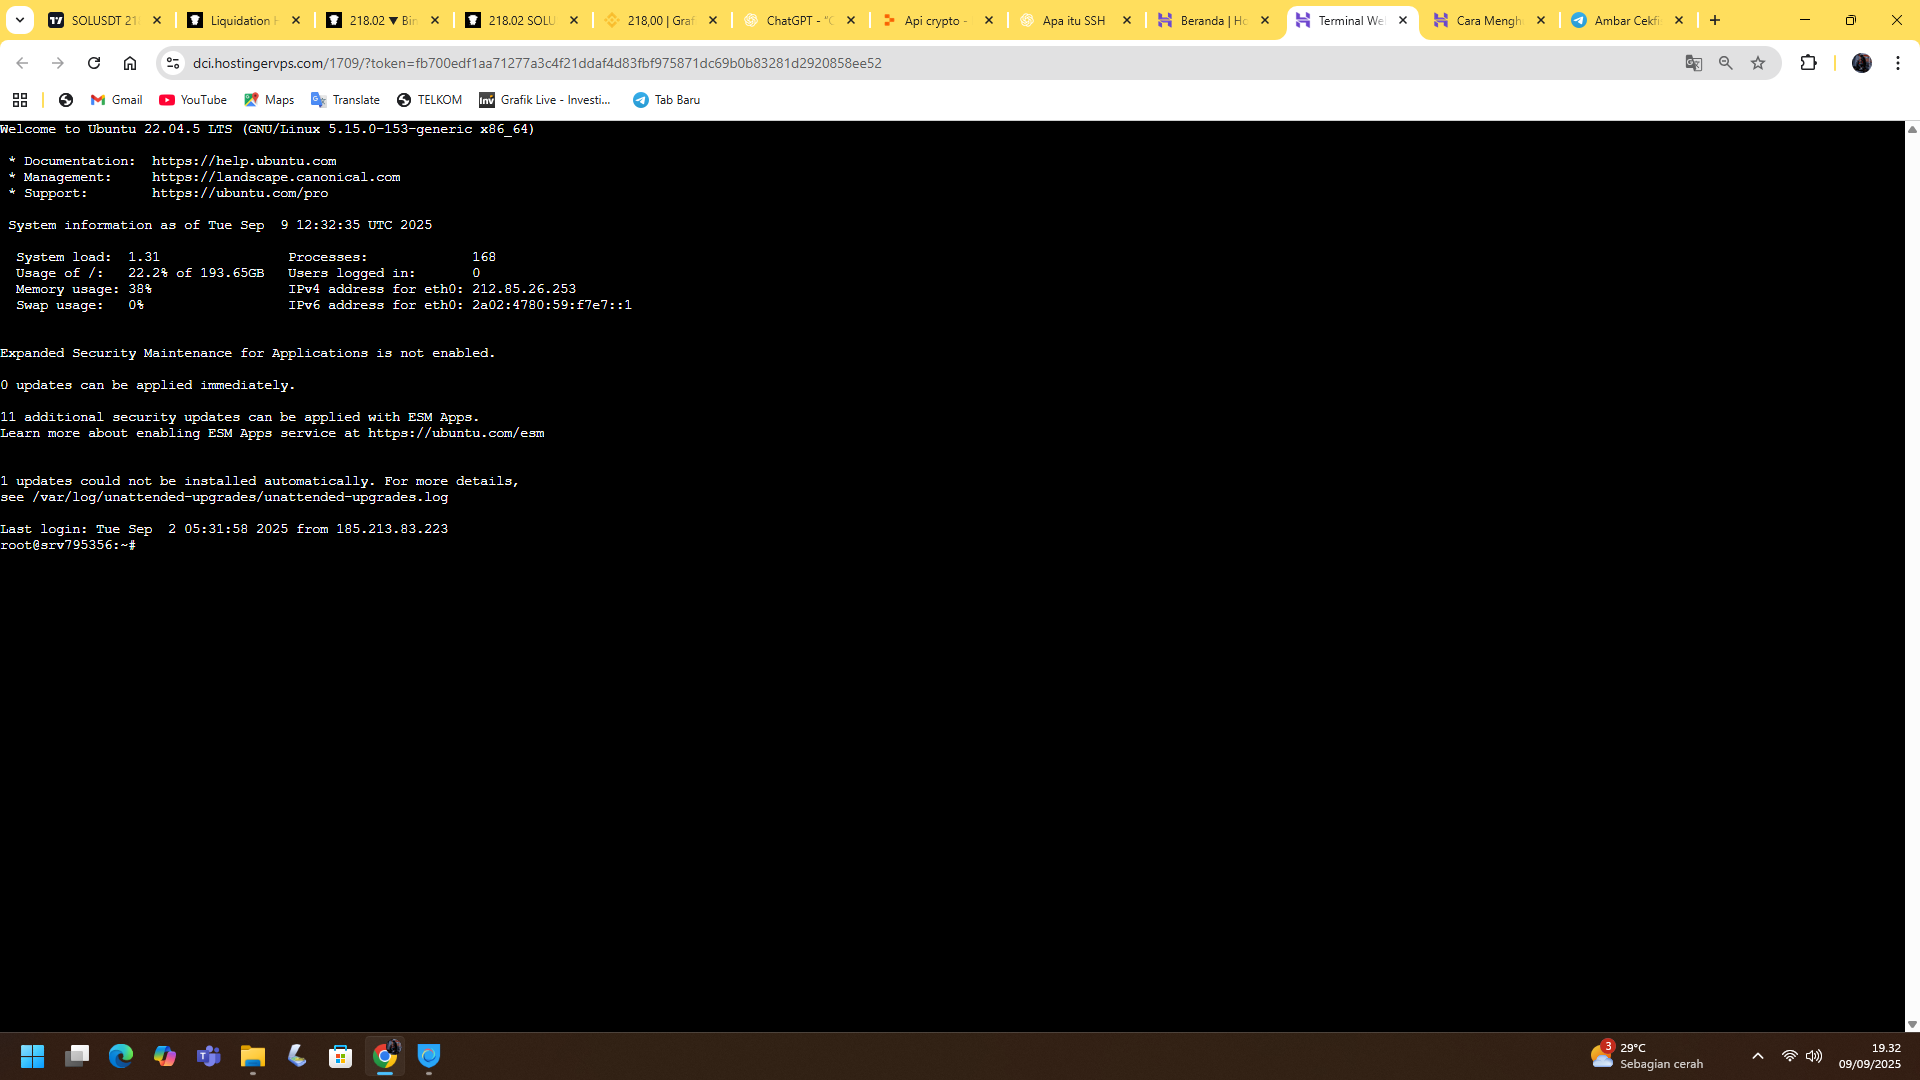 SOLUSDT 21
Liquidation H
218.02 ▼ Bin
218.02 SOLU
218,00 | Graf
ChatGPT - "C
Api crypto -
Apa itu SSH
Beranda | Ho
Terminal We
Cara Mengh
Ambar Cekfi
dci.hostingervps.com/1709/?token=fb700edf1aa71277a3c4f21ddaf4d83fbf975871dc69b0b83281d2920858ee52
Gmail
YouTube
Maps
Translate
TELKOM
Inv Grafik Live - Investi...
Tab Baru
Welcome to Ubuntu 22.04.5 LTS (GNU/Linux 5.15.0-153-generic x86_64)
* Documentation:  https://help.ubuntu.com
* Management:     https://landscape.canonical.com
* Support:        https://ubuntu.com/pro
System information as of Tue Sep  9 12:32:35 UTC 2025
System load:  1.31                Processes:             168
Usage of /:   22.2% of 193.65GB   Users logged in:       0
Memory usage: 38%                 IPv4 address for eth0: 212.85.26.253
Swap usage:   0%                  IPv6 address for eth0: 2a02:4780:59:f7e7::1
Expanded Security Maintenance for Applications is not enabled.
0 updates can be applied immediately.
11 additional security updates can be applied with ESM Apps.
Learn more about enabling ESM Apps service at https://ubuntu.com/esm
1 updates could not be installed automatically. For more details,
see /var/log/unattended-upgrades/unattended-upgrades.log
Last login: Tue Sep  2 05:31:58 2025 from 185.213.83.223
root@srv795356:~#
3
29°C
Sebagian cerah
19.32
09/09/2025